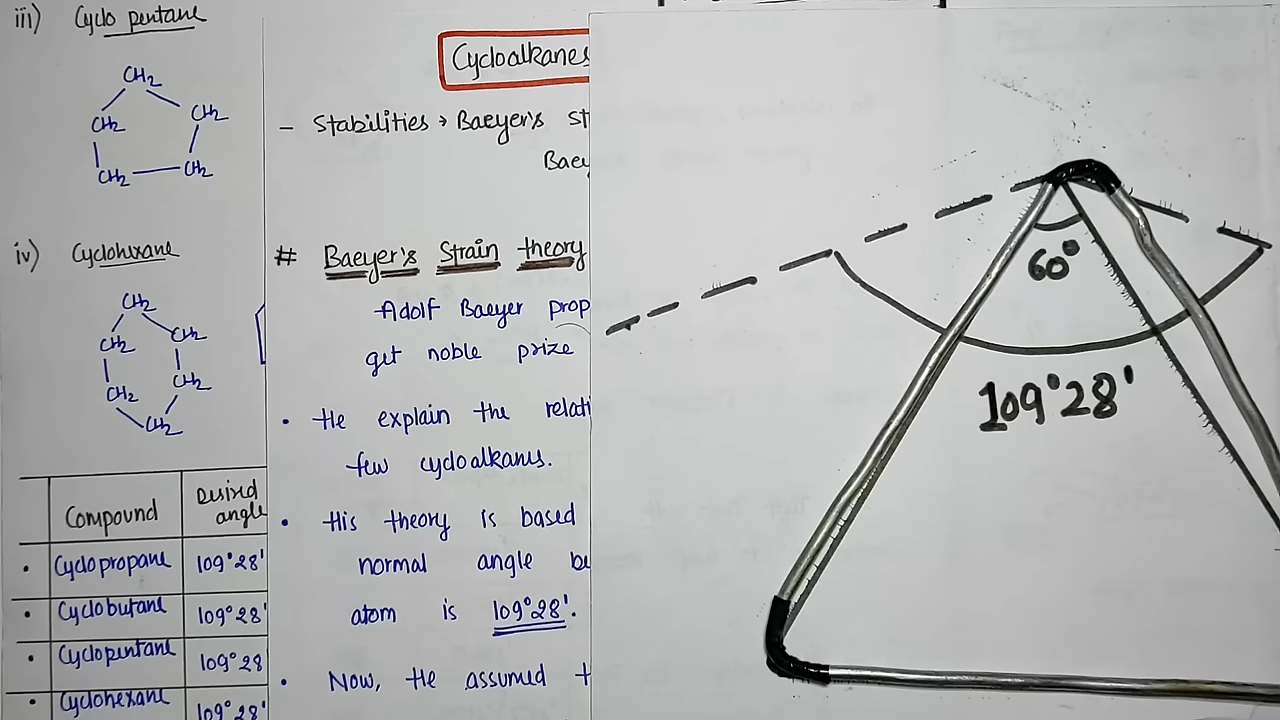 iii) Cyclo pentane
CH2
CH2
CH2
CH2
CH2
iv) Cyclohexane
CH2
CH2
CH2
CH2
CH2
CH2
Compound Desired angle
• Cyclopropane 109°28'
• Cyclobutane 109°28'
• Cyclopentane 109°28
• Cyclohexane 109°28'
Cycloalkanes
- Stabilities → Baeyer's st
Baey
# Baeyer's Strain theory
Adolf Baeyer prop
get noble prize
• He explain the relati
few cycloalkanes.
• His theory is based
normal angle be
atom is 109°28'.
• Now, He assumed t
60°
109°28'